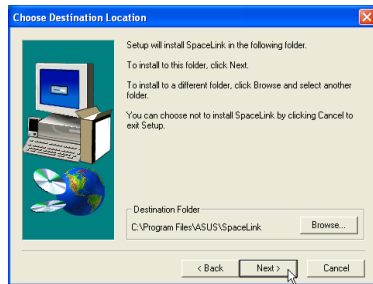 Choose Destination Location
Setup will install SpaceLink in the following folder.
To install to this folder, click Next.
To install to a different folder, click Browse and select another
folder.
You can choose not to install SpaceLink by clicking Cancel to
exit Setup.
Destination Folder
C:\Program Files\ASUS\SpaceLink
Browse...
< Back
Next >
Cancel